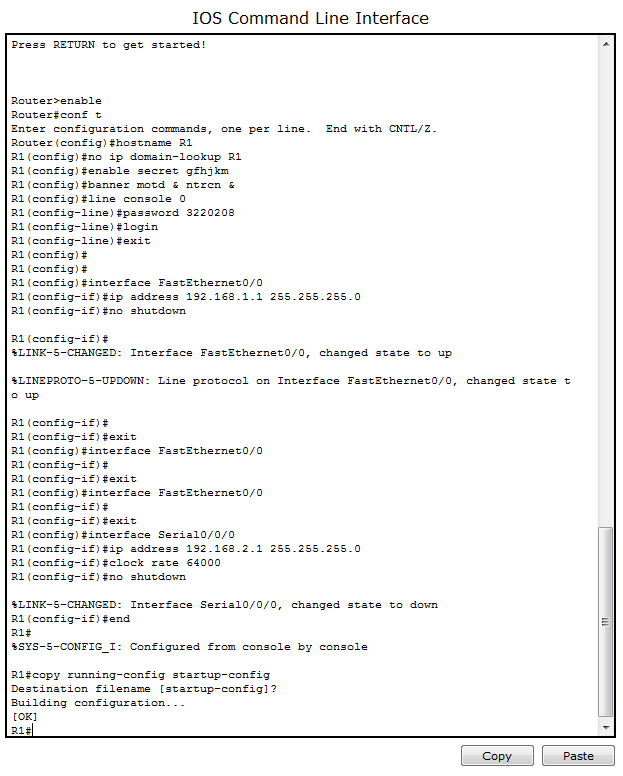 IOS Command Line Interface
Press RETURN to get started!
Router>enable
Router#conf t
Enter configuration commands, one per line.  End with CNTL/Z.
Router(config)#hostname R1
R1(config)#no ip domain-lookup R1
R1(config)#enable secret gfhjkm
R1(config)#banner motd & ntrcn &
R1(config)#line console 0
R1(config-line)#password 3220208
R1(config-line)#login
R1(config-line)#exit
R1(config)#
R1(config)#
R1(config)#interface FastEthernet0/0
R1(config-if)#ip address 192.168.1.1 255.255.255.0
R1(config-if)#no shutdown
R1(config-if)#
%LINK-5-CHANGED: Interface FastEthernet0/0, changed state to up
%LINEPROTO-5-UPDOWN: Line protocol on Interface FastEthernet0/0, changed state t
o up
R1(config-if)#
R1(config-if)#exit
R1(config)#interface FastEthernet0/0
R1(config-if)#
R1(config-if)#exit
R1(config)#interface FastEthernet0/0
R1(config-if)#
R1(config-if)#exit
R1(config)#interface Serial0/0/0
R1(config-if)#ip address 192.168.2.1 255.255.255.0
R1(config-if)#clock rate 64000
R1(config-if)#no shutdown
%LINK-5-CHANGED: Interface Serial0/0/0, changed state to down
R1(config-if)#end
R1#
%SYS-5-CONFIG_I: Configured from console by console
R1#copy running-config startup-config
Destination filename [startup-config]?
Building configuration...
[OK]
R1#
Copy
Paste